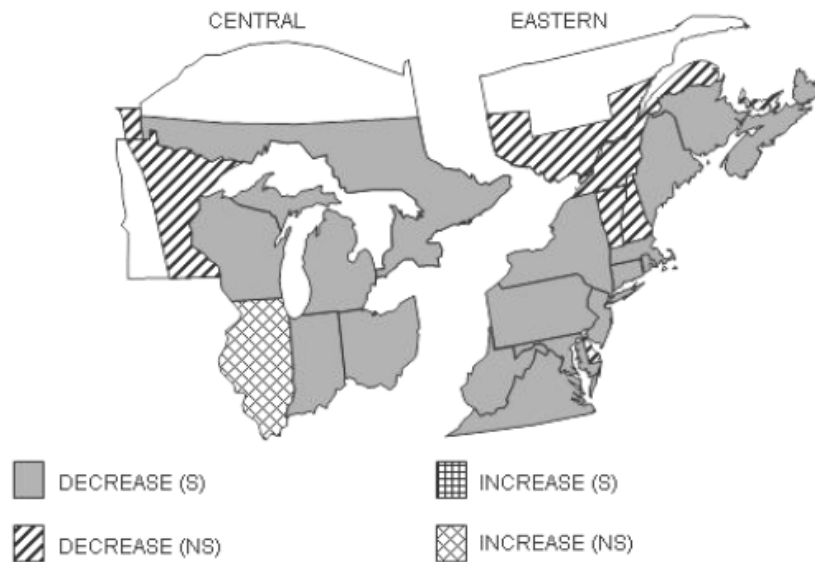 CENTRAL
EASTERN
DECREASE (S)
INCREASE (S)
DECREASE (NS)
INCREASE (NS)